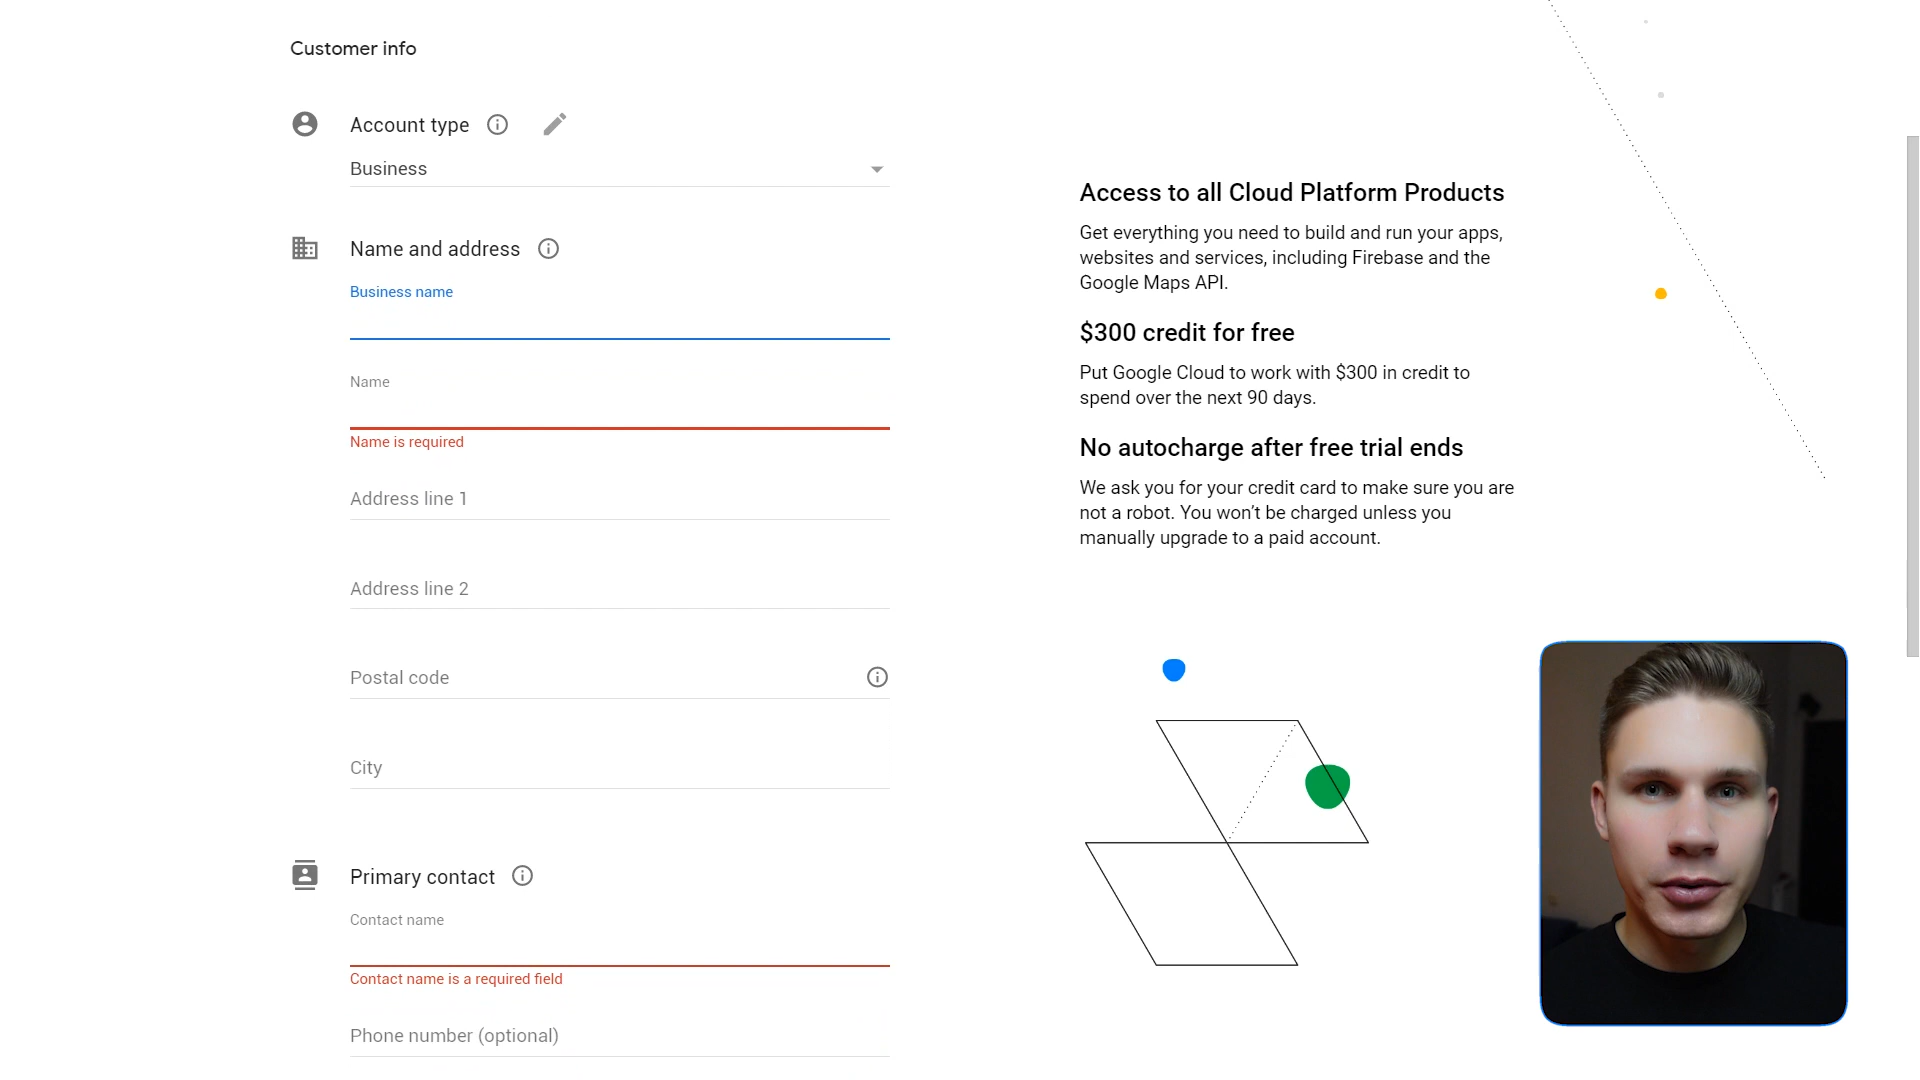 Customer info
Account type
Business
Name and address
Business name
Name
Name is required
Address line 1
Address line 2
Postal code
City
Primary contact
Contact name
Contact name is a required field
Phone number (optional)
Access to all Cloud Platform Products
Get everything you need to build and run your apps,
websites and services, including Firebase and the
Google Maps API.
$300 credit for free
Put Google Cloud to work with $300 in credit to
spend over the next 90 days.
No autocharge after free trial ends
We ask you for your credit card to make sure you are
not a robot. You won’t be charged unless you
manually upgrade to a paid account.